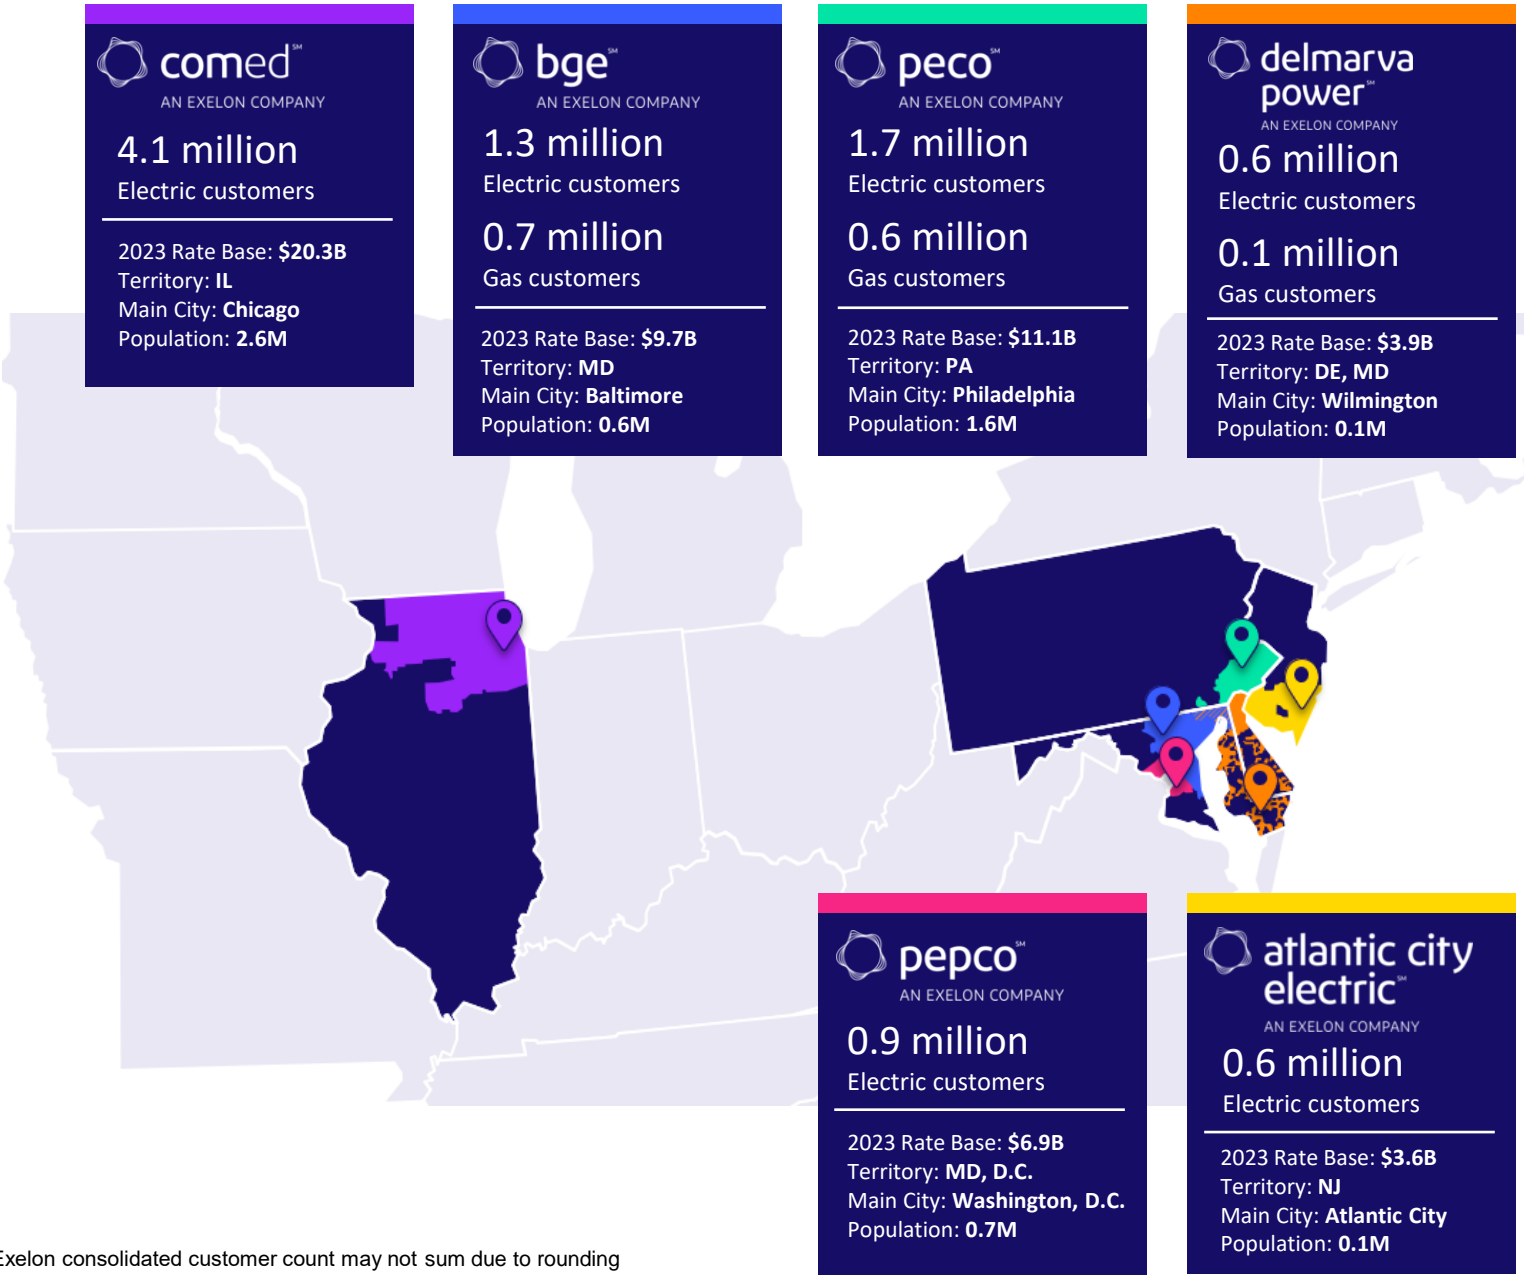 comed℠
AN EXELON COMPANY
4.1 million
Electric customers
2023 Rate Base: $20.3B
Territory: IL
Main City: Chicago
Population: 2.6M
bge℠
AN EXELON COMPANY
1.3 million
Electric customers
0.7 million
Gas customers
2023 Rate Base: $9.7B
Territory: MD
Main City: Baltimore
Population: 0.6M
peco℠
AN EXELON COMPANY
1.7 million
Electric customers
0.6 million
Gas customers
2023 Rate Base: $11.1B
Territory: PA
Main City: Philadelphia
Population: 1.6M
delmarva
power℠
AN EXELON COMPANY
0.6 million
Electric customers
0.1 million
Gas customers
2023 Rate Base: $3.9B
Territory: DE, MD
Main City: Wilmington
Population: 0.1M
pepco℠
AN EXELON COMPANY
0.9 million
Electric customers
2023 Rate Base: $6.9B
Territory: MD, D.C.
Main City: Washington, D.C.
Population: 0.7M
atlantic city
electric℠
AN EXELON COMPANY
0.6 million
Electric customers
2023 Rate Base: $3.6B
Territory: NJ
Main City: Atlantic City
Population: 0.1M
Exelon consolidated customer count may not sum due to rounding